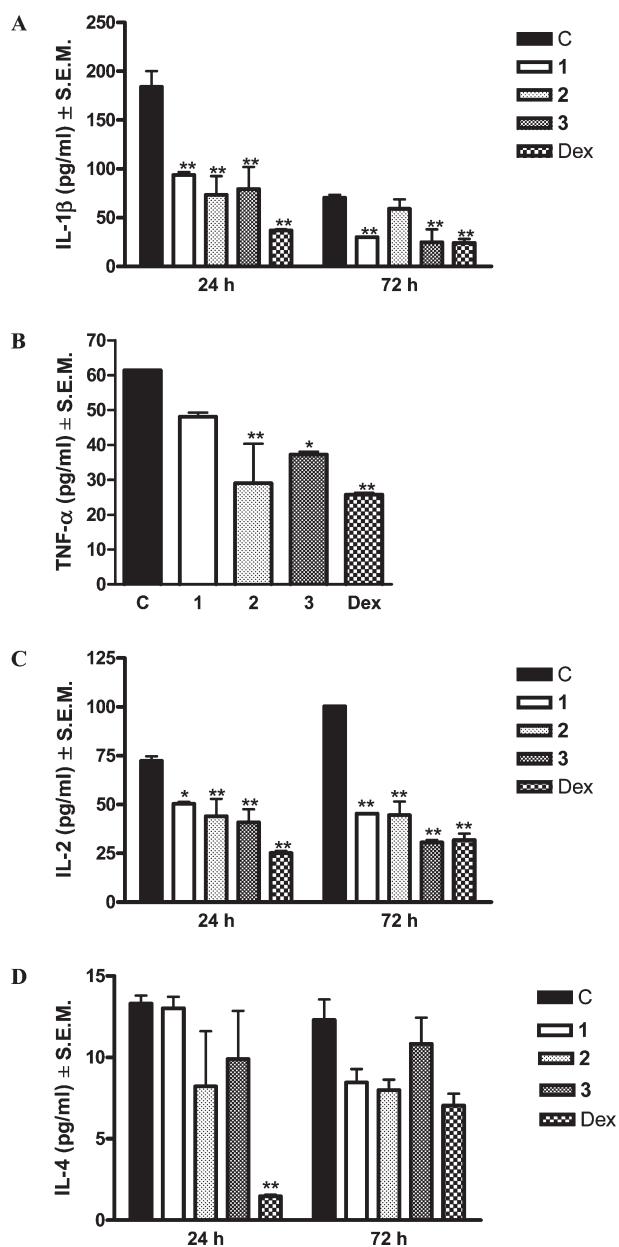 A
IL-1β (pg/ml) ± S.E.M.
250
200
150
100
50
0
**
**
**
**
**
**
**
24 h
72 h
C
1
2
3
Dex
B
TNF-α (pg/ml) ± S.E.M.
70
60
50
40
30
20
10
0
**
*
**
C 1 2 3 Dex
C
IL-2 (pg/ml) ± S.E.M.
125
100
75
50
25
0
*
**
**
**
**
**
**
**
24 h
72 h
C
1
2
3
Dex
D
IL-4 (pg/ml) ± S.E.M.
15
10
5
0
**
24 h
72 h
C
1
2
3
Dex